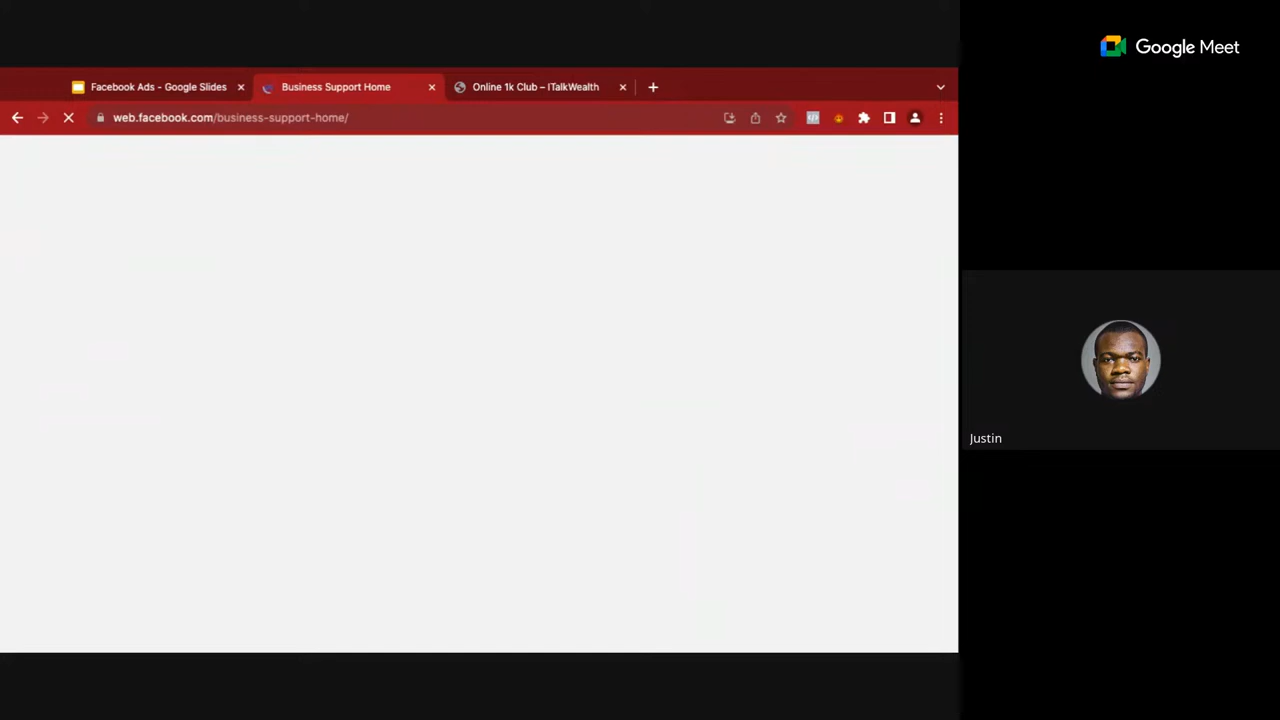 Google Meet
Facebook Ads - Google Slides
Business Support Home
Online 1k Club – ITalkWealth
web.facebook.com/business-support-home/
Justin